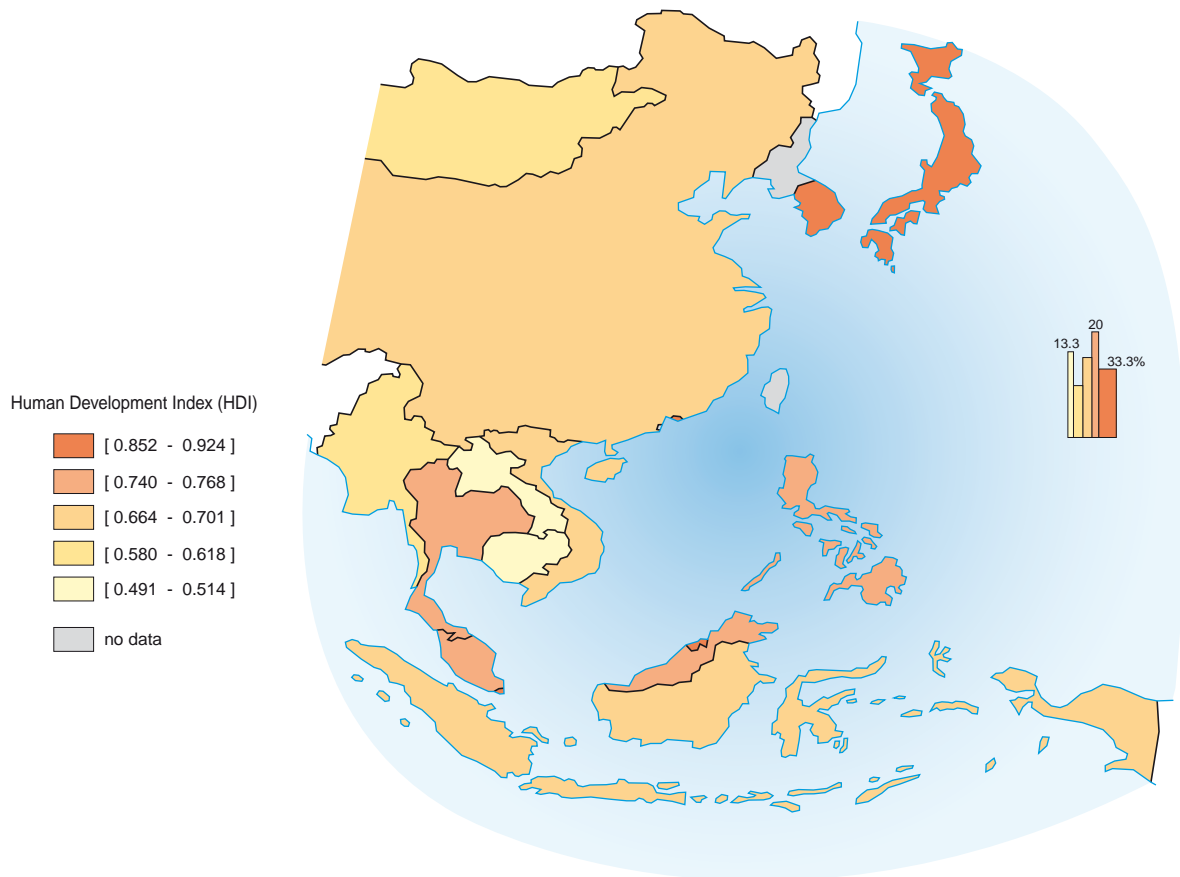 Human Development Index (HDI)
[ 0.852 - 0.924 ]
[ 0.740 - 0.768 ]
[ 0.664 - 0.701 ]
[ 0.580 - 0.618 ]
[ 0.491 - 0.514 ]
no data
20
13.3
33.3%